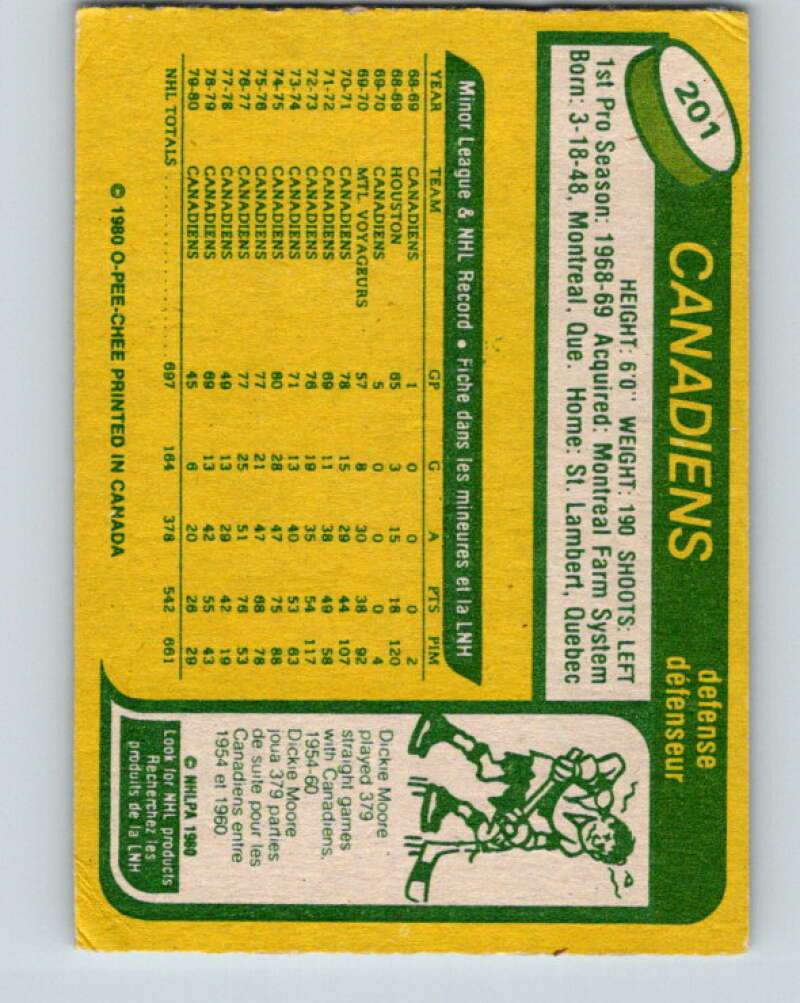 201
CANADIENS
defense
défenseur
HEIGHT: 6'0" WEIGHT: 190 SHOOTS: LEFT
1st Pro Season: 1968-69 Acquired: Montreal Farm System
Born: 3-18-48, Montreal, Que. Home: St. Lambert, Quebec
Minor League & NHL Record • Fiche dans les mineures et la LNH
YEAR TEAM GP G A PTS PIM
68-69 CANADIENS 1 0 0 0 2
68-69 HOUSTON 65 3 15 18 120
69-70 CANADIENS 5 0 0 0 4
69-70 MTL VOYAGEURS 57 8 30 38 92
70-71 CANADIENS 78 15 29 44 107
71-72 CANADIENS 69 11 38 49 58
72-73 CANADIENS 76 19 35 54 117
73-74 CANADIENS 71 13 40 53 63
74-75 CANADIENS 80 28 47 75 88
75-76 CANADIENS 77 21 47 68 78
76-77 CANADIENS 77 25 51 76 53
77-78 CANADIENS 49 13 29 42 19
78-79 CANADIENS 69 13 42 55 43
79-80 CANADIENS 45 6 20 26 29
NHL TOTALS 697 164 378 542 661
© 1980 O-PEE-CHEE PRINTED IN CANADA
Dickie Moore
played 379
straight games
with Canadiens,
1954-60
Dickie Moore
joua 379 parties
de suite pour les
Canadiens entre
1954 et 1960
© NHLPA 1980
Look for NHL products
Recherchez les
produits de la LNH